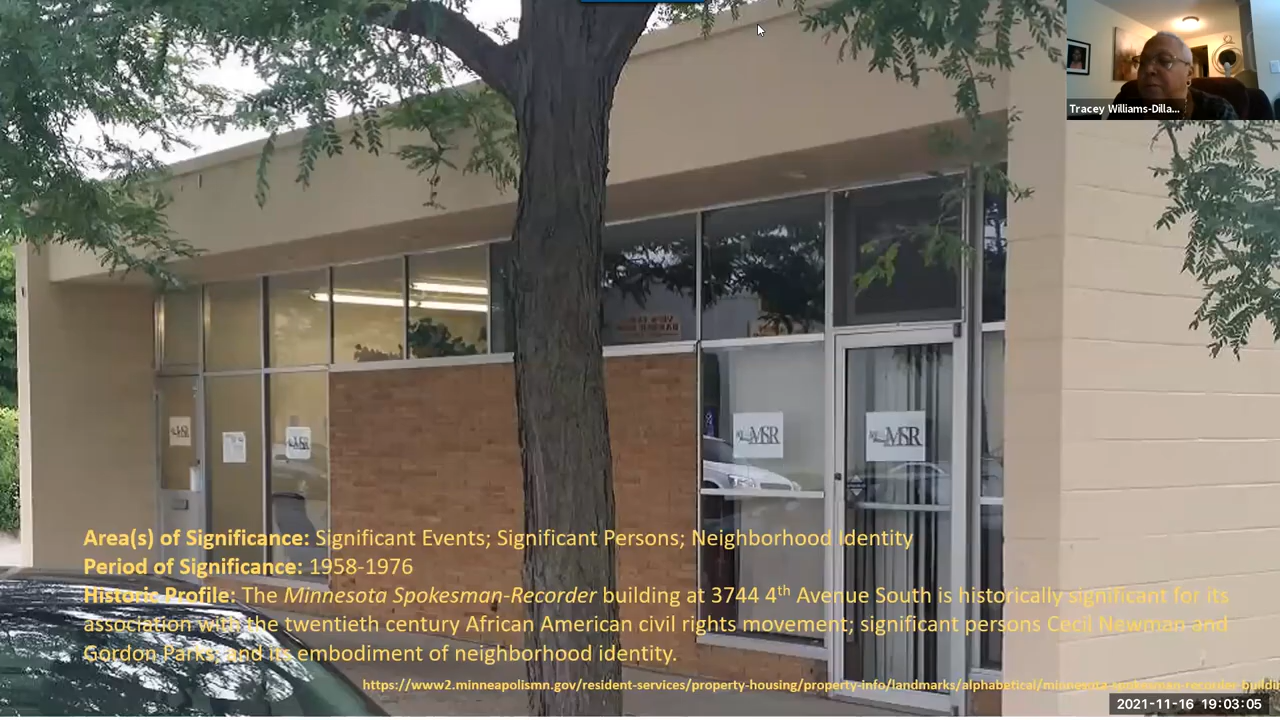 Tracey Williams-Dilla...
MSR
MSR
MSR
MSR
Area(s) of Significance: Significant Events; Significant Persons; Neighborhood Identity
Period of Significance: 1958-1976
Historic Profile: The Minnesota Spokesman-Recorder building at 3744 4th Avenue South is historically significant for its
association with the twentieth century African American civil rights movement; significant persons Cecil Newman and
Gordon Parks, and its embodiment of neighborhood identity.
https://www2.minneapolismn.gov/resident-services/property-housing/property-info/landmarks/alphabetical/minnesota-spokesman-recorder-buildi
2021-11-16 19:03:05